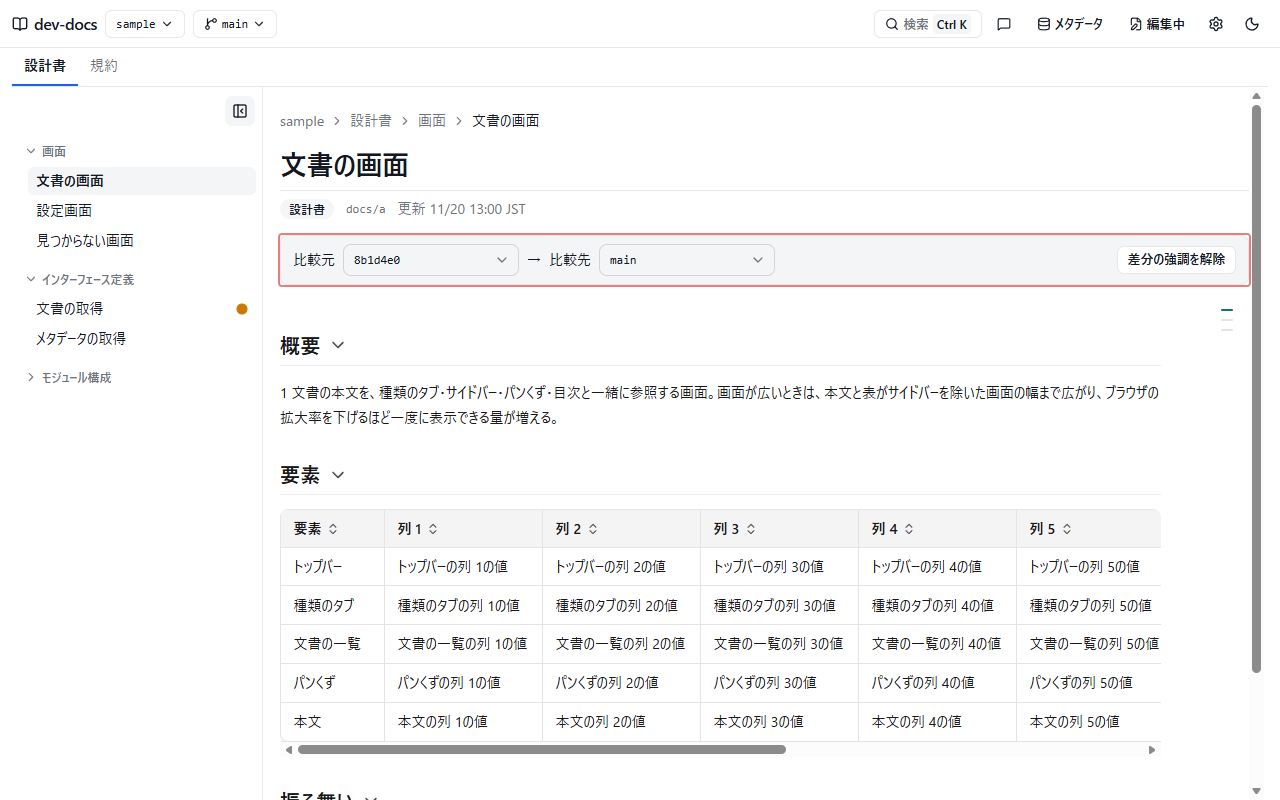 dev-docs sample main 検索 Ctrl K メタデータ 編集中
設計書 規約
画面
文書の画面
設定画面
見つからない画面
インターフェース定義
文書の取得
メタデータの取得
モジュール構成
sample > 設計書 > 画面 > 文書の画面
文書の画面
設計書 docs/a 更新 11/20 13:00 JST
比較元 8b1d4e0 → 比較先 main 差分の強調を解除
概要
1 文書の本文を、種類のタブ・サイドバー・パンくず・目次と一緒に参照する画面。画面が広いときは、本文と表がサイドバーを除いた画面の幅まで広がり、ブラウザの
拡大率を下げるほど一度に表示できる量が増える。
要素
要素 列 1 列 2 列 3 列 4 列 5
トップバー トップバーの列 1の値 トップバーの列 2の値 トップバーの列 3の値 トップバーの列 4の値 トップバーの列 5の値
種類のタブ 種類のタブの列 1の値 種類のタブの列 2の値 種類のタブの列 3の値 種類のタブの列 4の値 種類のタブの列 5の値
文書の一覧 文書の一覧の列 1の値 文書の一覧の列 2の値 文書の一覧の列 3の値 文書の一覧の列 4の値 文書の一覧の列 5の値
パンくず パンくずの列 1の値 パンくずの列 2の値 パンくずの列 3の値 パンくずの列 4の値 パンくずの列 5の値
本文 本文の列 1の値 本文の列 2の値 本文の列 3の値 本文の列 4の値 本文の列 5の値
振る舞い